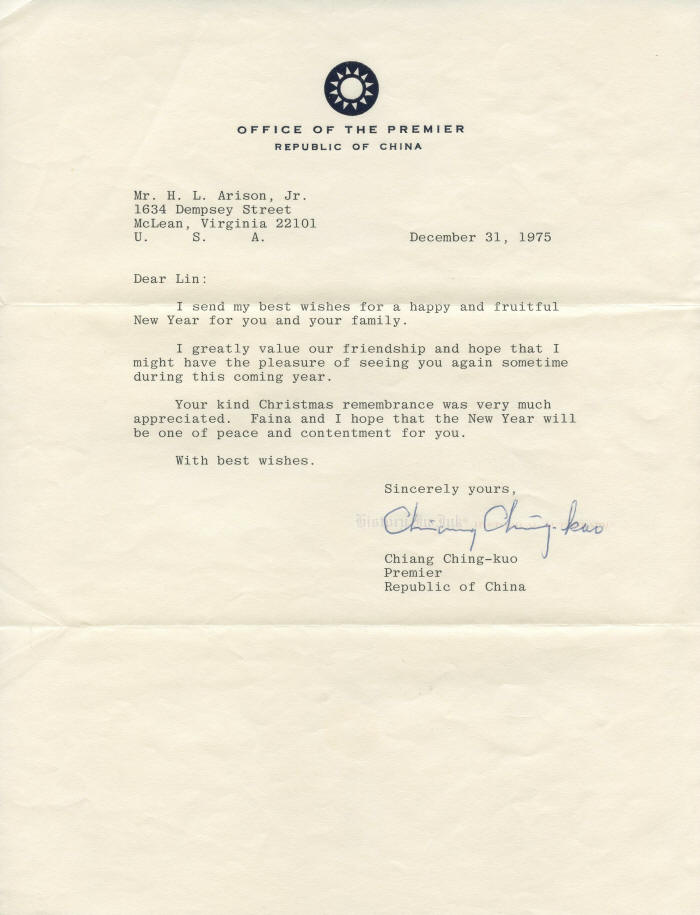 OFFICE OF THE PREMIER
REPUBLIC OF CHINA
Mr. H. L. Arison, Jr.
1634 Dempsey Street
McLean, Virginia 22101
U. S. A. December 31, 1975
Dear Lin:
I send my best wishes for a happy and fruitful
New Year for you and your family.
I greatly value our friendship and hope that I
might have the pleasure of seeing you again sometime
during this coming year.
Your kind Christmas remembrance was very much
appreciated. Faina and I hope that the New Year will
be one of peace and contentment for you.
With best wishes.
Sincerely yours,
Chiang Ching-kuo
Chiang Ching-kuo
Premier
Republic of China